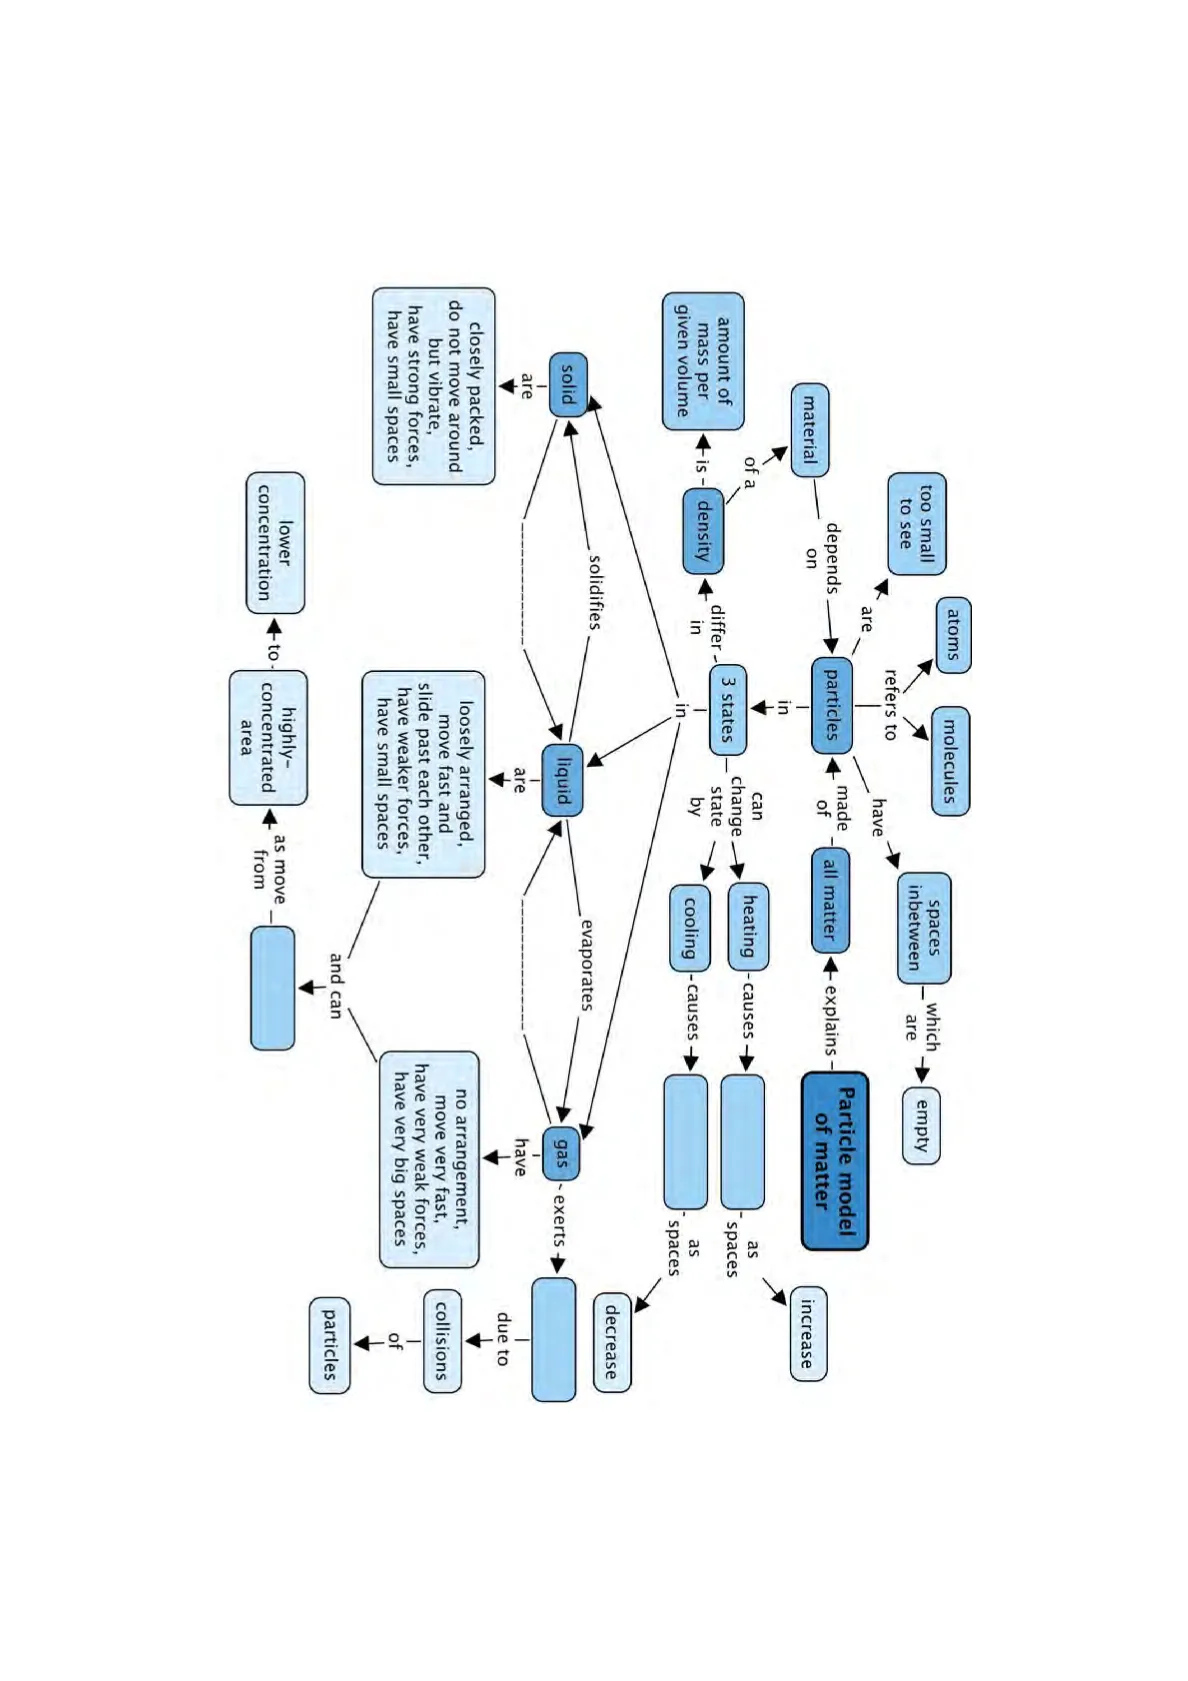 Particle model
of matter
explains
all matter
made
of
particles
refers to
atoms
molecules
are
too small
to see
have
spaces
inbetween
which
are
empty
depends
on
material
of a
density
is
amount of
mass per
given volume
in
3 states
differ
in
can
change
state
by
heating
causes
as
spaces
increase
cooling
causes
as
spaces
decrease
in
solid
solidifies
liquid
evaporates
gas
exerts
due to
collisions
of
particles
are
closely packed,
do not move around
but vibrate,
have strong forces,
have small spaces
are
loosely arranged,
move fast and
slide past each other,
have weaker forces,
have small spaces
have
no arrangement,
move very fast,
have very weak forces,
have very big spaces
and can
as move
from
highly–
concentrated
area
to
lower
concentration